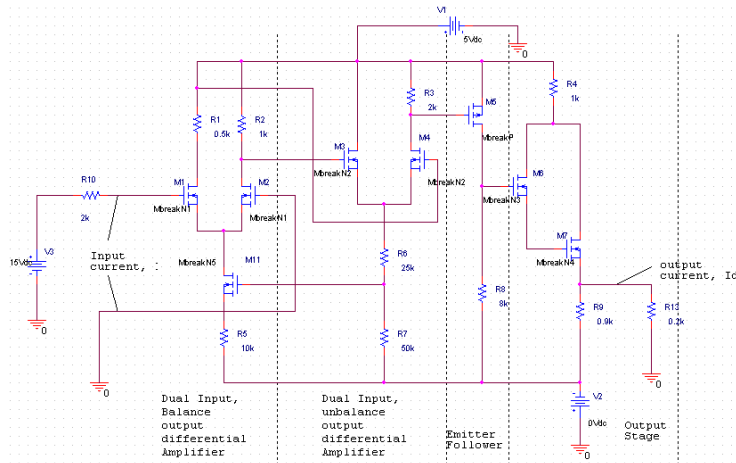 V1
5Vdc
0
R3
2k
M5
MbreakP
R4
1k
R1
0.5k
R2
1k
M3
MbreakN2
M4
MbreakN2
M6
MbreakN3
R10
2k
M1
MbreakN1
M2
MbreakN1
M7
MbreakN4
V3
15Vdc
0
Input
current, :
MbreakN5
M11
R6
25k
output
current, Id
R8
8k
R9
0.9k
R13
0.2k
0
R5
10k
R7
50k
0
V2
0Vdc
0
Dual Input,
Balance
output
differential
Amplifier
Dual Input,
unbalance
output
differential
Amplifier
Emitter
Follower
Output
Stage